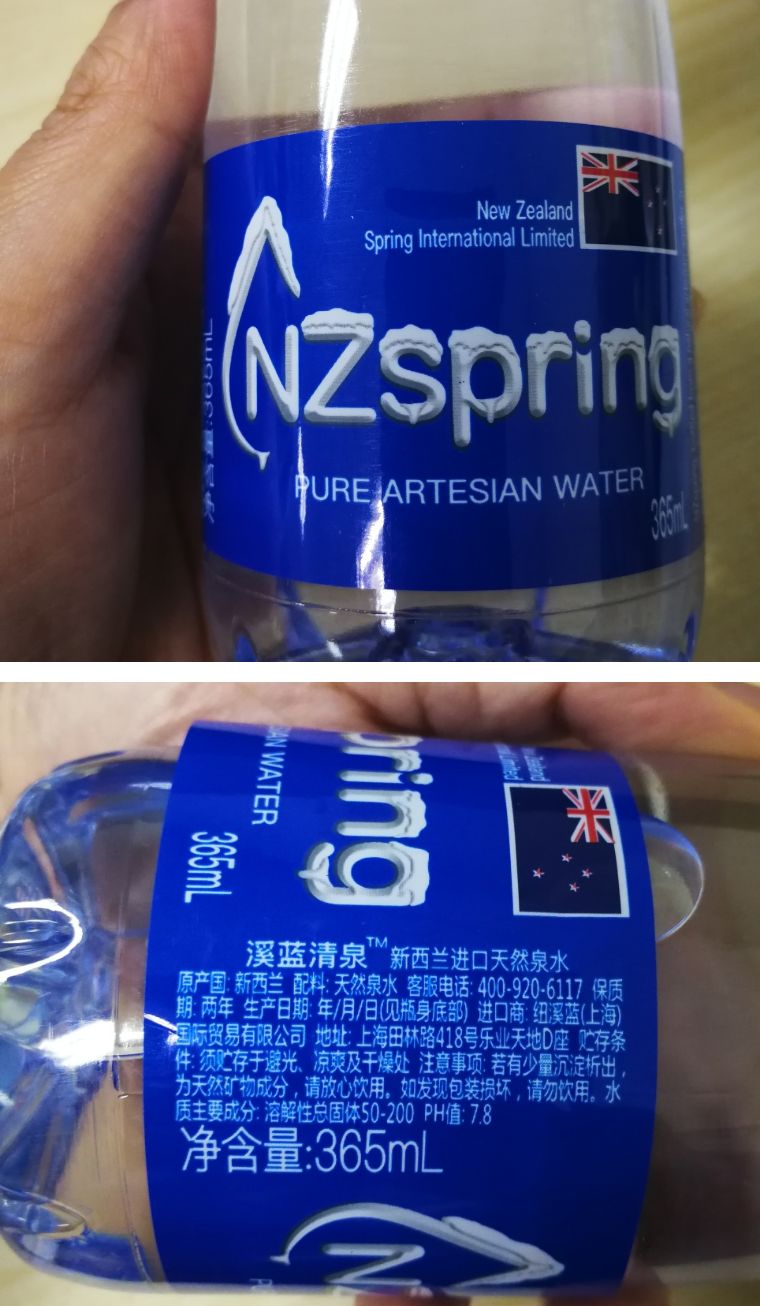 New Zealand
Spring International Limited
NZspring
PURE ARTESIAN WATER
365mL
净含量:365mL
AN WATER
pring
Zealand
Limited
365mL
溪蓝清泉™ 新西兰进口天然泉水
原产国: 新西兰 配料: 天然泉水 客服电话: 400-920-6117 保质
期: 两年 生产日期: 年/月/日(见瓶身底部) 进口商: 纽溪蓝(上海)
国际贸易有限公司 地址: 上海田林路418号乐业天地D座 贮存条
件: 须贮存于避光、凉爽及干燥处 注意事项: 若有少量沉淀析出，
为天然矿物成分，请放心饮用。如发现包装损坏，请勿饮用。水
质主要成分: 溶解性总固体50-200 PH值: 7.8
净含量:365mL
N